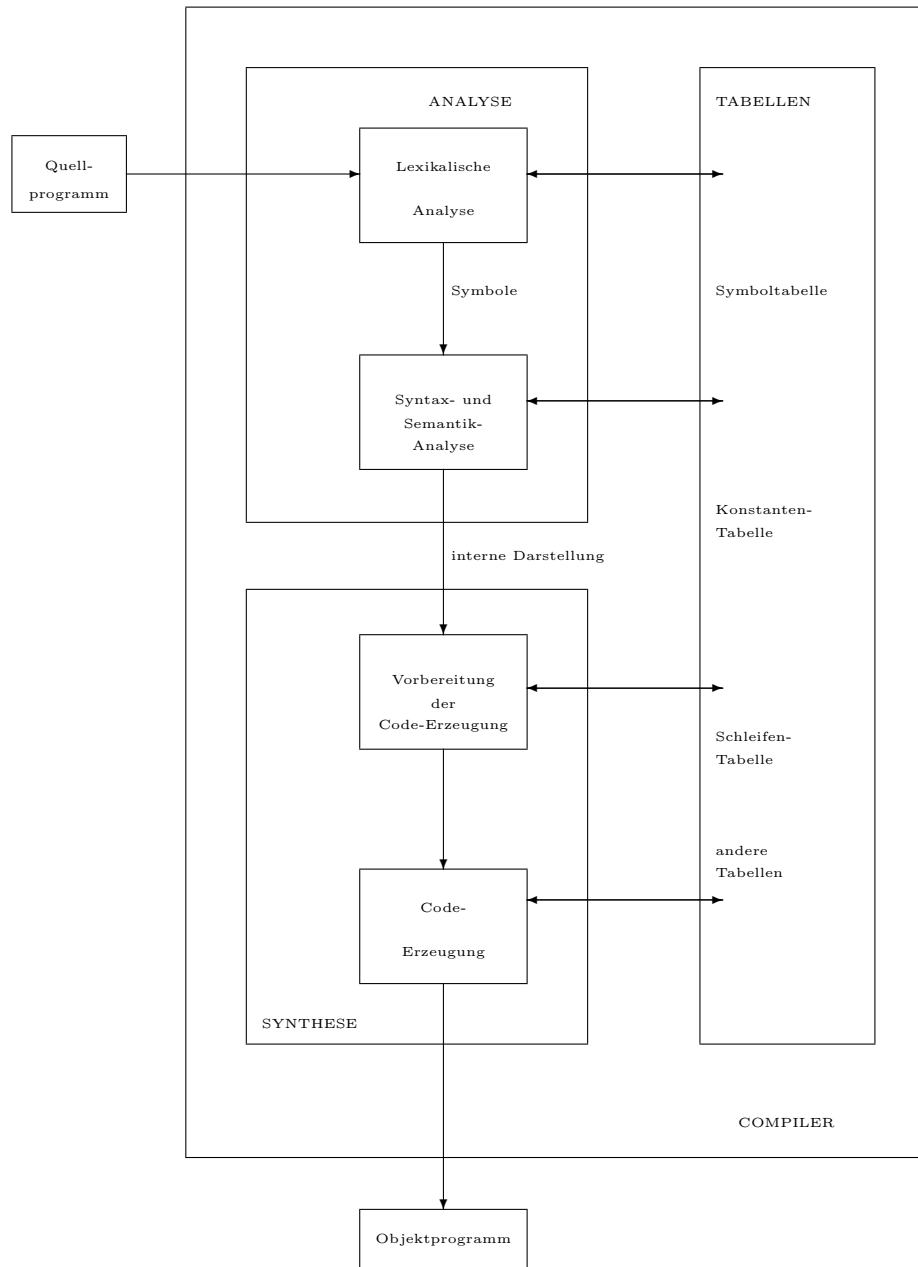 ANALYSE
TABELLEN
Quell-
programm
Lexikalische
Analyse
Symbole
Symboltabelle
Syntax- und
Semantik-
Analyse
Konstanten-
Tabelle
interne Darstellung
Vorbereitung
der
Code-Erzeugung
Schleifen-
Tabelle
andere
Tabellen
Code-
Erzeugung
SYNTHESE
COMPILER
Objektprogramm